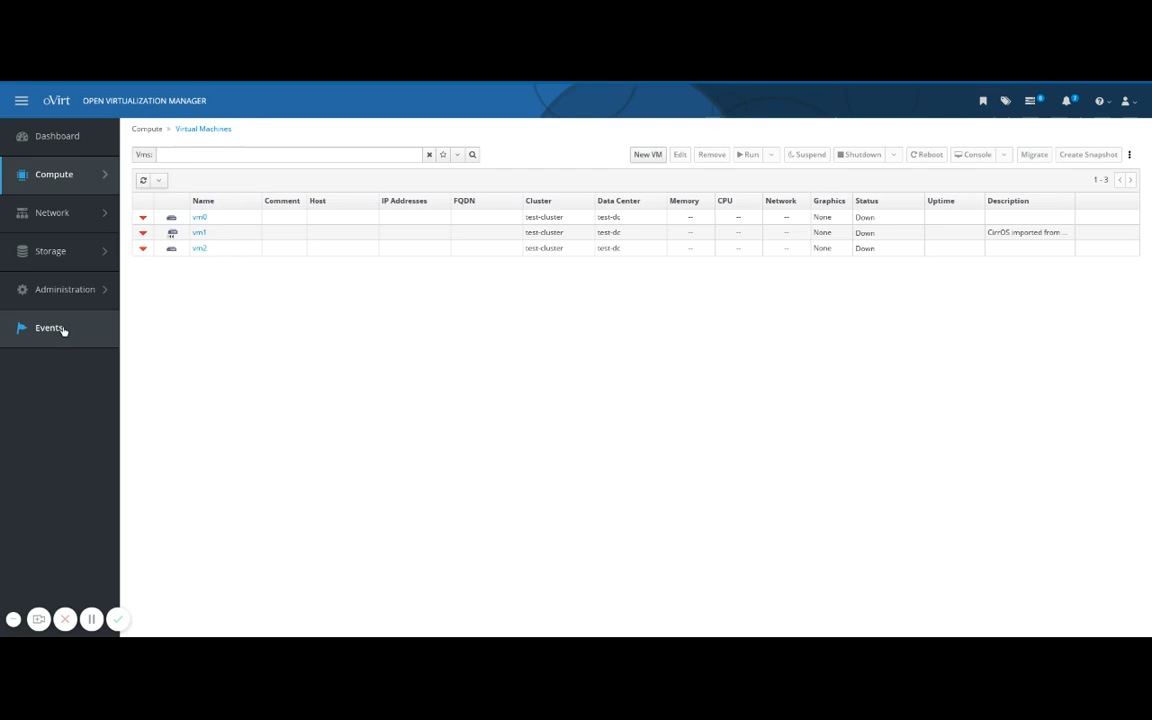 oVirt OPEN VIRTUALIZATION MANAGER
Dashboard
Compute
Network
Storage
Administration
Events
Compute » Virtual Machines
Vms:
New VM Edit Remove Run Suspend Shutdown Reboot Console Migrate Create Snapshot
1 - 3
Name Comment Host IP Addresses FQDN Cluster Data Center Memory CPU Network Graphics Status Uptime Description
vm0 test-cluster test-dc -- -- -- None Down
vm1 test-cluster test-dc -- -- -- None Down CirrOS imported from ...
vm2 test-cluster test-dc -- -- -- None Down